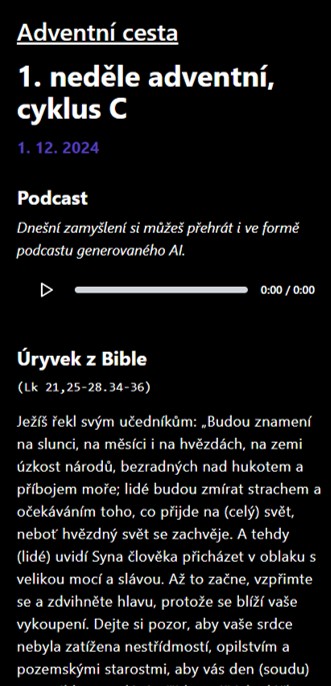 Adventní cesta
1. neděle adventní,
cyklus C
1. 12. 2024
Podcast
Dnešní zamyšlení si můžeš přehrát i ve formě
podcastu generovaného AI.
0:00 / 0:00
Úryvek z Bible
(Lk 21,25-28.34-36)
Ježíš řekl svým učedníkům: „Budou znamení
na slunci, na měsíci i na hvězdách, na zemi
úzkost národů, bezradných nad hukotem a
příbojem moře; lidé budou zmírat strachem a
očekáváním toho, co přijde na (celý) svět,
neboť hvězdný svět se zachvěje. A tehdy
(lidé) uvidí Syna člověka přicházet v oblaku s
velikou mocí a slávou. Až to začne, vzpřimte
se a zdvihněte hlavu, protože se blíží vaše
vykoupení. Dejte si pozor, aby vaše srdce
nebyla zatížena nestřídmostí, opilstvím a
pozemskými starostmi, aby vás den (soudu)